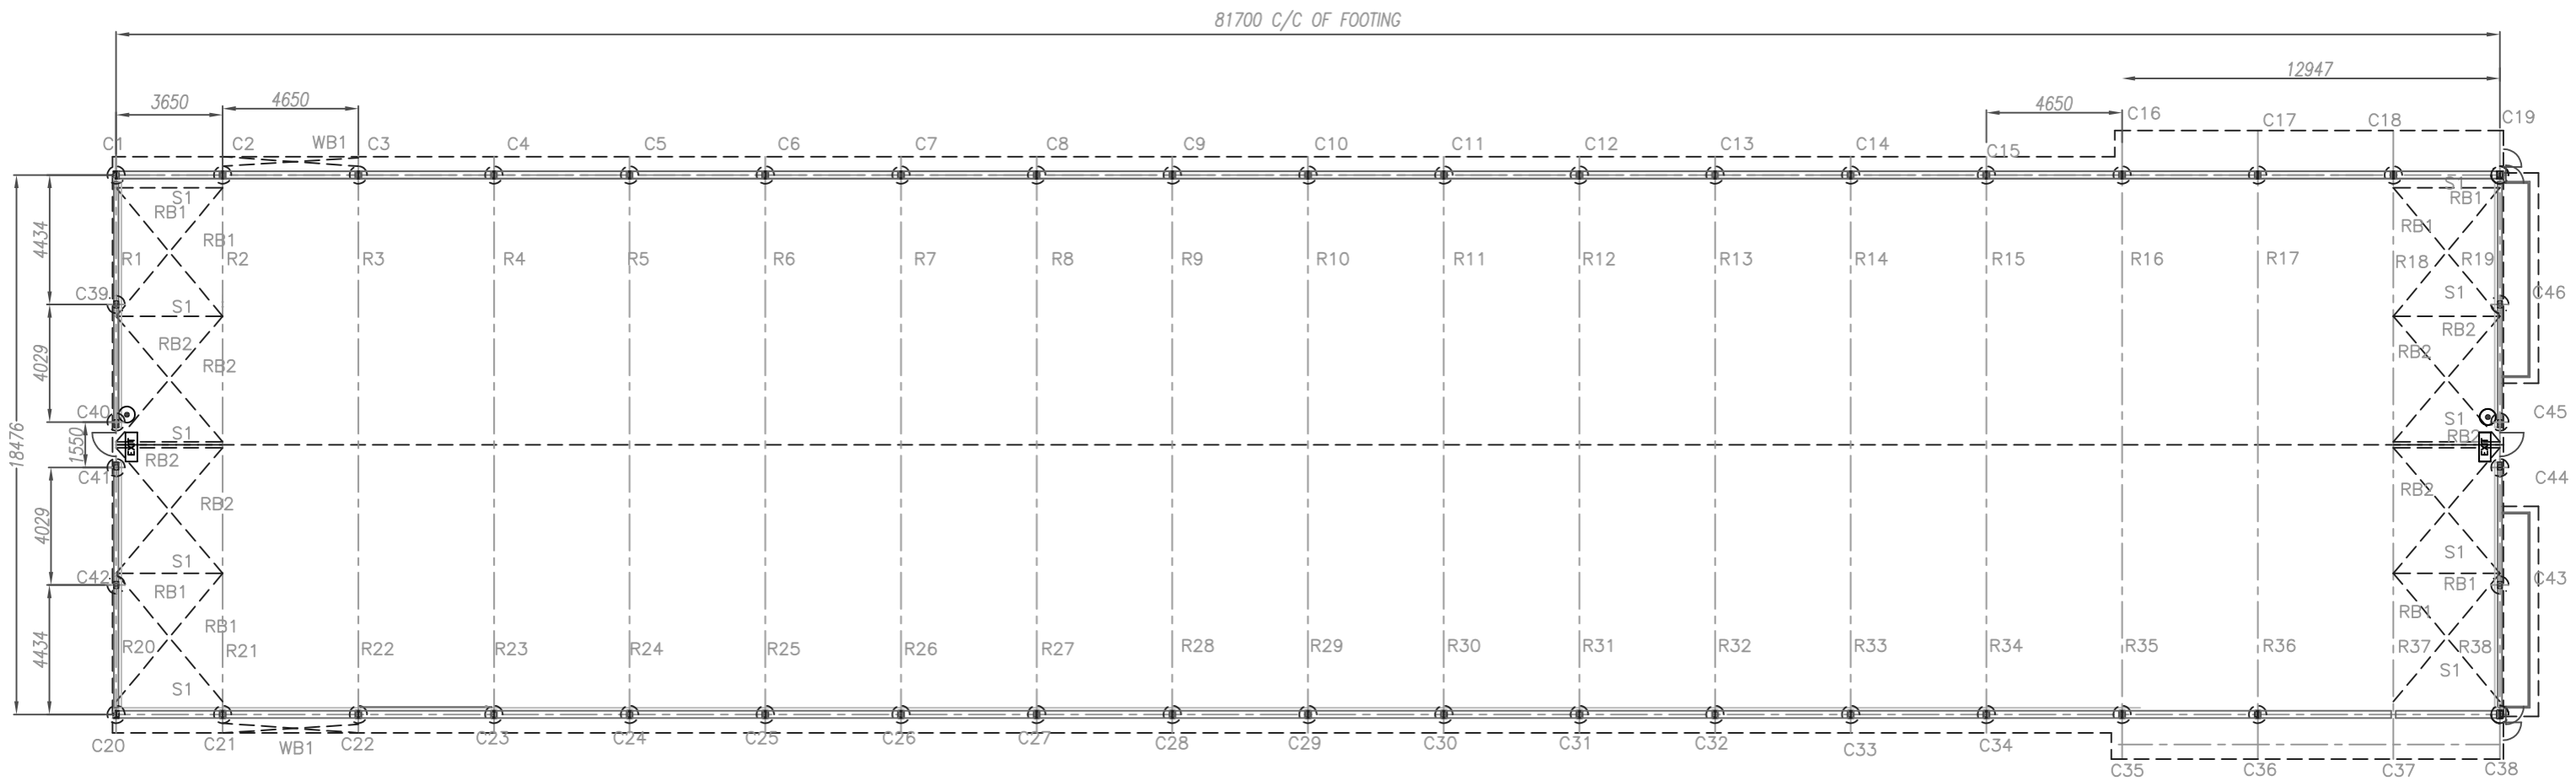 81700 C/C OF FOOTING
12947
3650
4650
4650
C1
C2
WB1
C3
C4
C5
C6
C7
C8
C9
C10
C11
C12
C13
C14
C15
C16
C17
C18
C19
S1
RB1
RB1
S1
RB1
RB1
4434
R1
R2
R3
R4
R5
R6
R7
R8
R9
R10
R11
R12
R13
R14
R15
R16
R17
R18
R19
C39
S1
S1
C46
4029
RB2
RB2
RB2
RB2
C40
S1
S1
C45
18476
1550
EXIT
RB2
EXIT
C41
RB2
C44
4029
RB2
RB2
S1
S1
C42
RB1
RB1
C43
4434
RB1
RB1
R20
R21
R22
R23
R24
R25
R26
R27
R28
R29
R30
R31
R32
R33
R34
R35
R36
R37
R38
S1
S1
C20
C21
WB1
C22
C23
C24
C25
C26
C27
C28
C29
C30
C31
C32
C33
C34
C35
C36
C37
C38